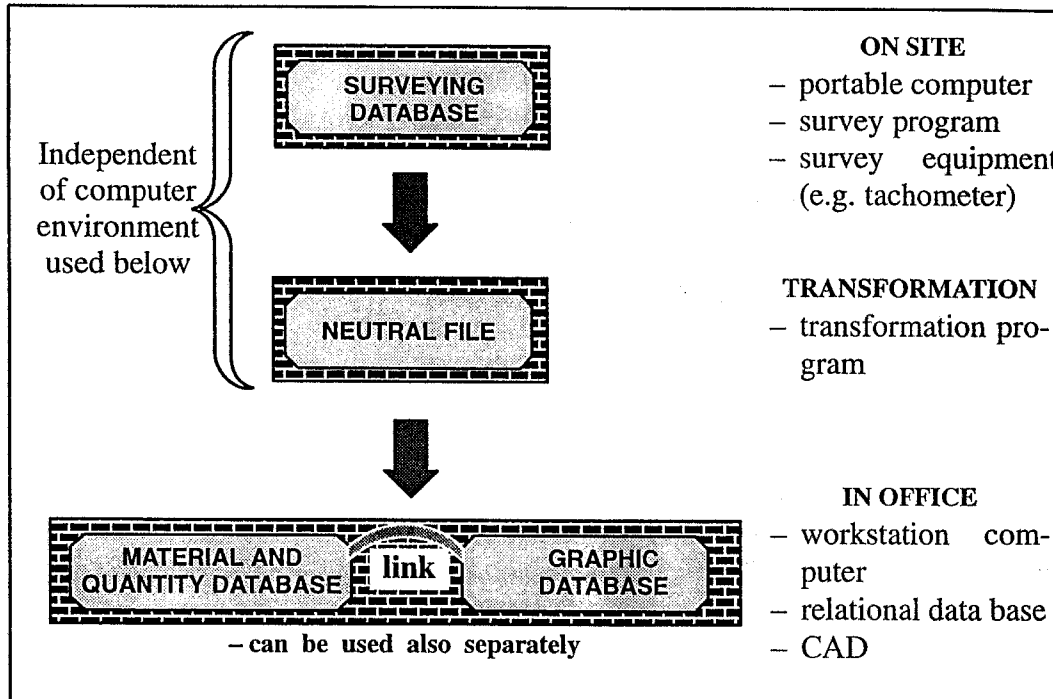 SURVEYING
DATABASE
ON SITE
– portable computer
– survey program
– survey equipment
(e.g. tachometer)
Independent
of computer
environment
used below
NEUTRAL FILE
TRANSFORMATION
– transformation pro-
gram
MATERIAL AND
QUANTITY DATABASE
link
GRAPHIC
DATABASE
– can be used also separately
IN OFFICE
– workstation com-
puter
– relational data base
– CAD